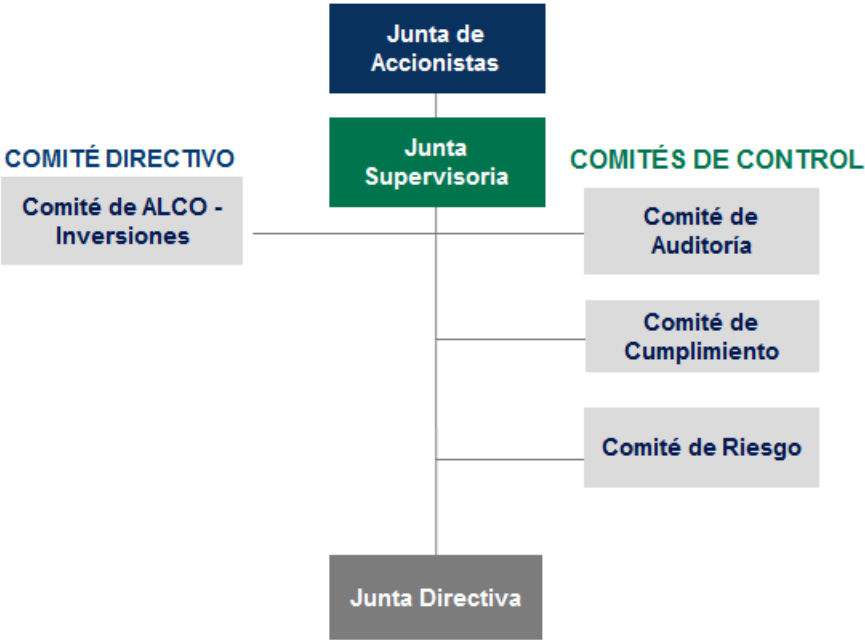 Junta de
Accionistas
Junta
Supervisoria
COMITÉ DIRECTIVO
Comité de ALCO -
Inversiones
COMITÉS DE CONTROL
Comité de
Auditoría
Comité de
Cumplimiento
Comité de Riesgo
Junta Directiva